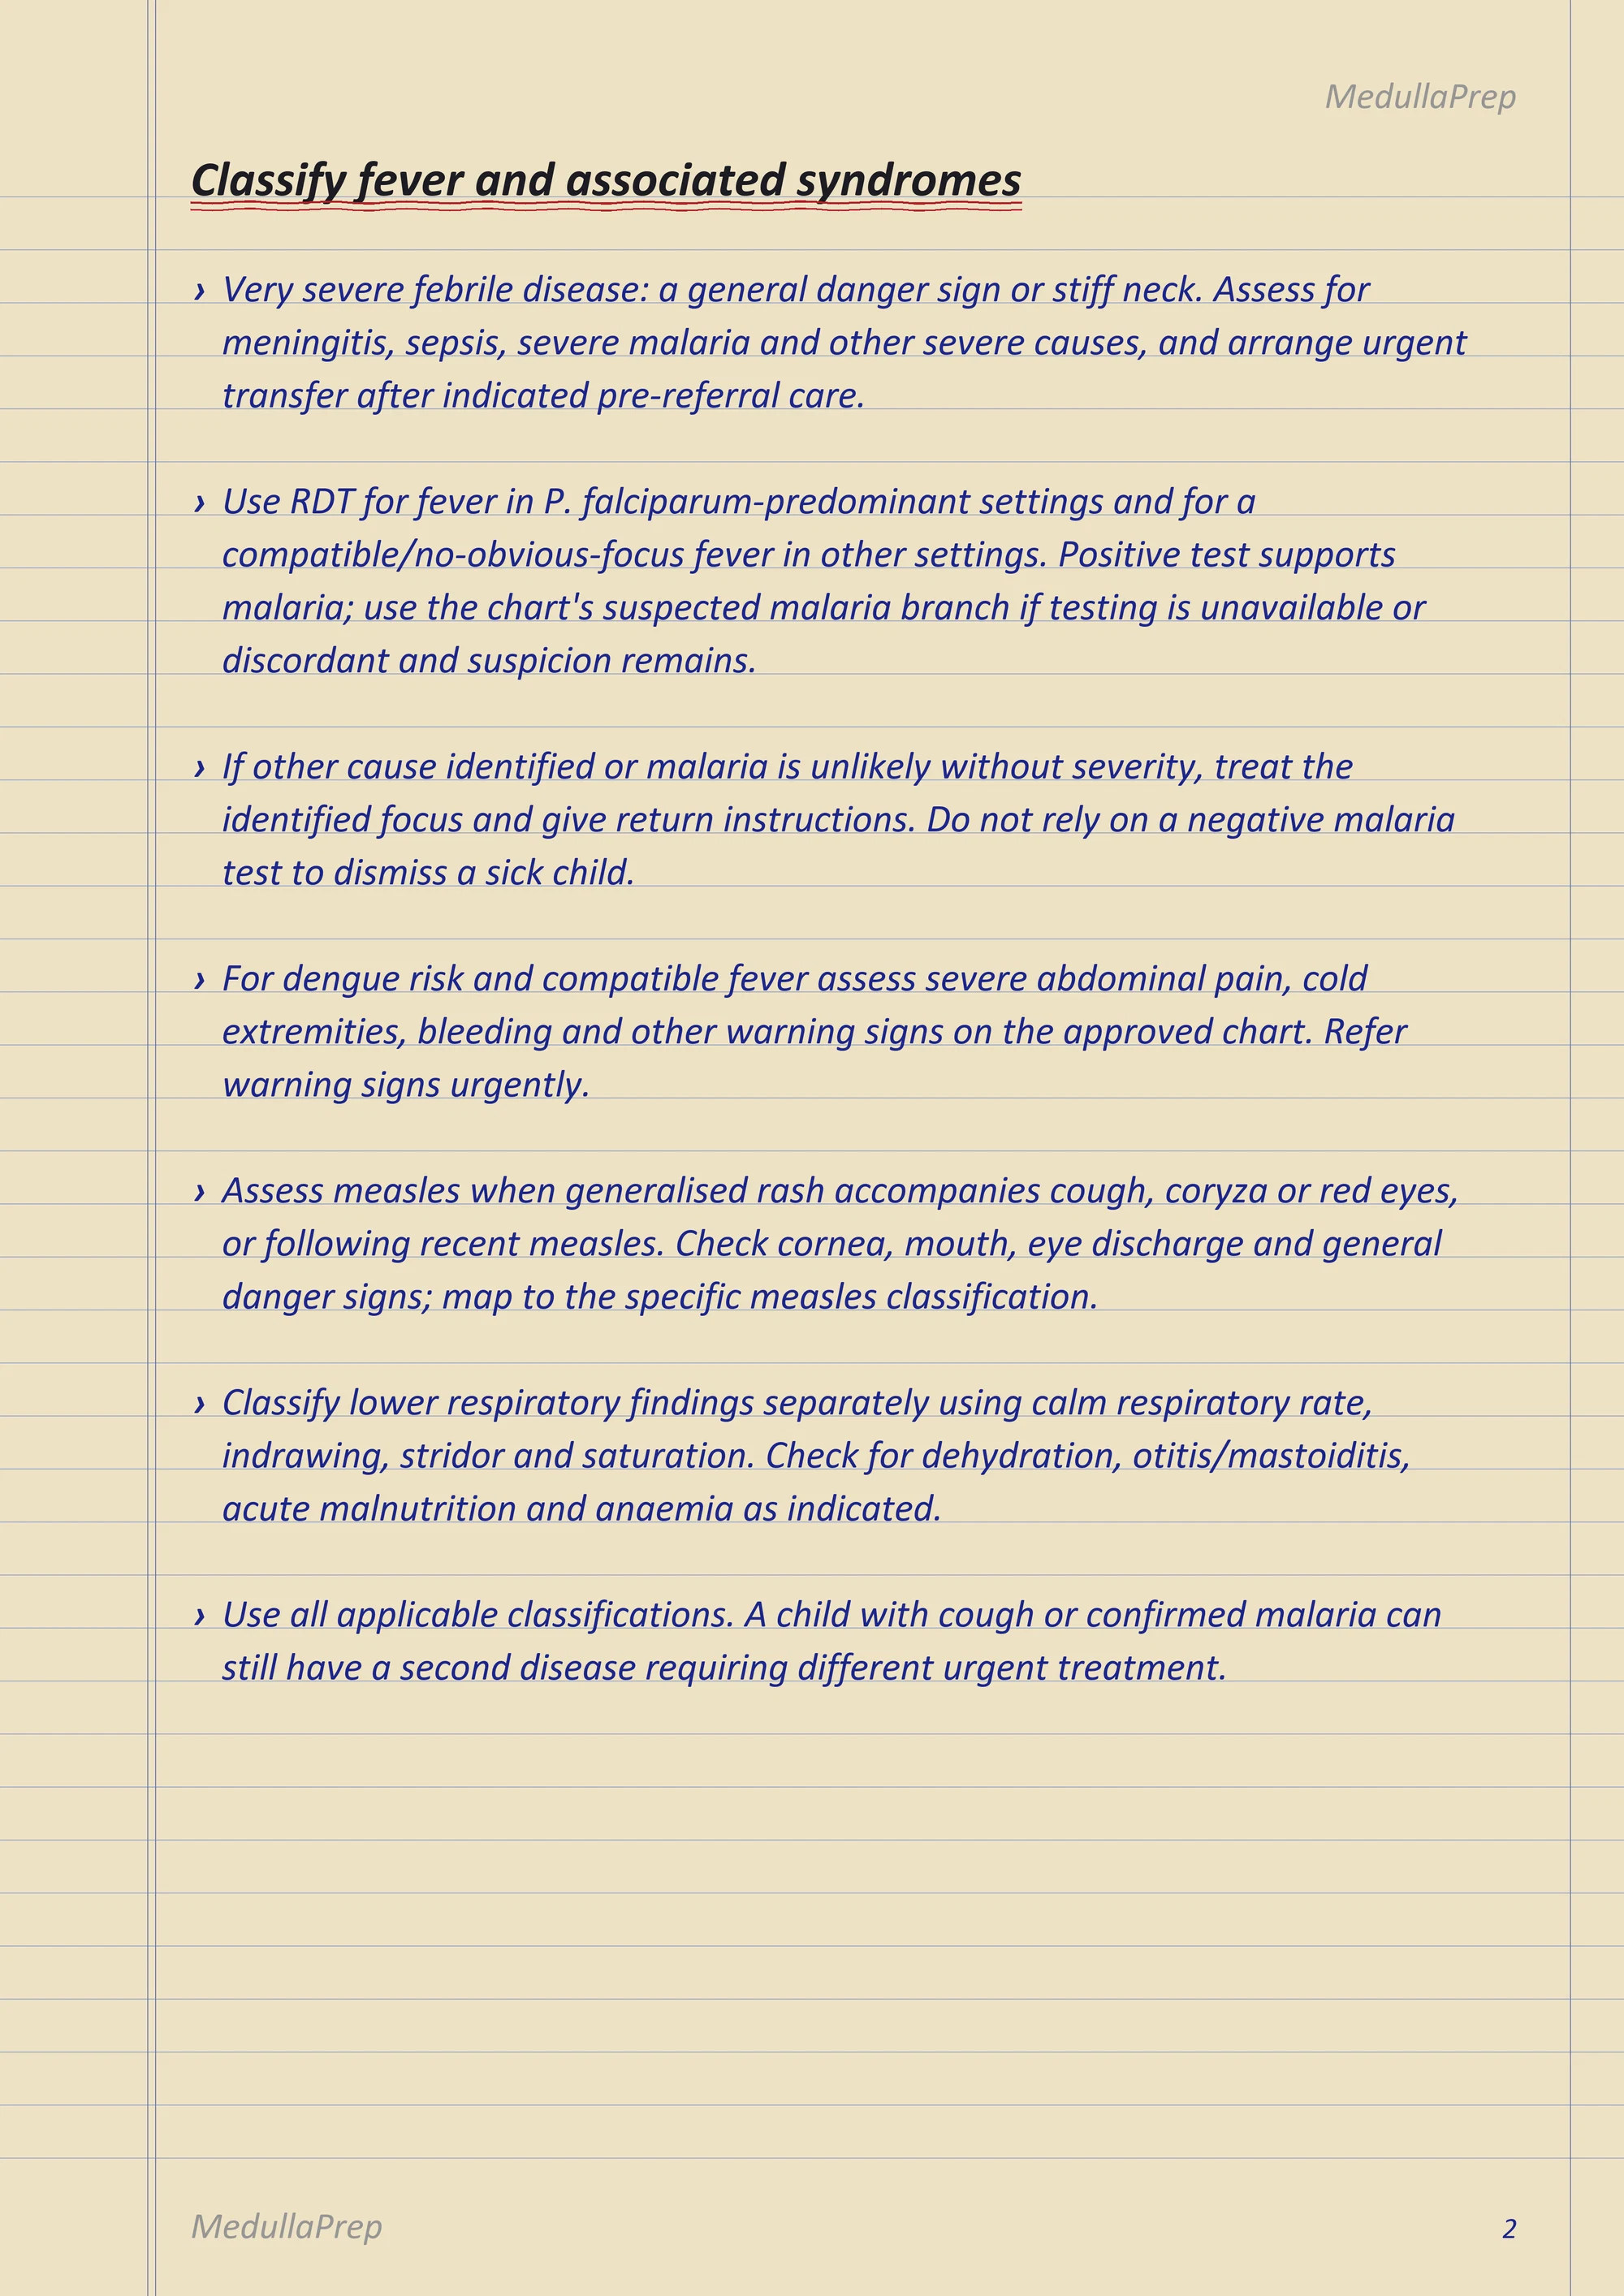 MedullaPrep
Classify fever and associated syndromes
› Very severe febrile disease: a general danger sign or stiff neck. Assess for
meningitis, sepsis, severe malaria and other severe causes, and arrange urgent
transfer after indicated pre-referral care.
› Use RDT for fever in P. falciparum-predominant settings and for a
compatible/no-obvious-focus fever in other settings. Positive test supports
malaria; use the chart's suspected malaria branch if testing is unavailable or
discordant and suspicion remains.
› If other cause identified or malaria is unlikely without severity, treat the
identified focus and give return instructions. Do not rely on a negative malaria
test to dismiss a sick child.
› For dengue risk and compatible fever assess severe abdominal pain, cold
extremities, bleeding and other warning signs on the approved chart. Refer
warning signs urgently.
› Assess measles when generalised rash accompanies cough, coryza or red eyes,
or following recent measles. Check cornea, mouth, eye discharge and general
danger signs; map to the specific measles classification.
› Classify lower respiratory findings separately using calm respiratory rate,
indrawing, stridor and saturation. Check for dehydration, otitis/mastoiditis,
acute malnutrition and anaemia as indicated.
› Use all applicable classifications. A child with cough or confirmed malaria can
still have a second disease requiring different urgent treatment.
MedullaPrep
2